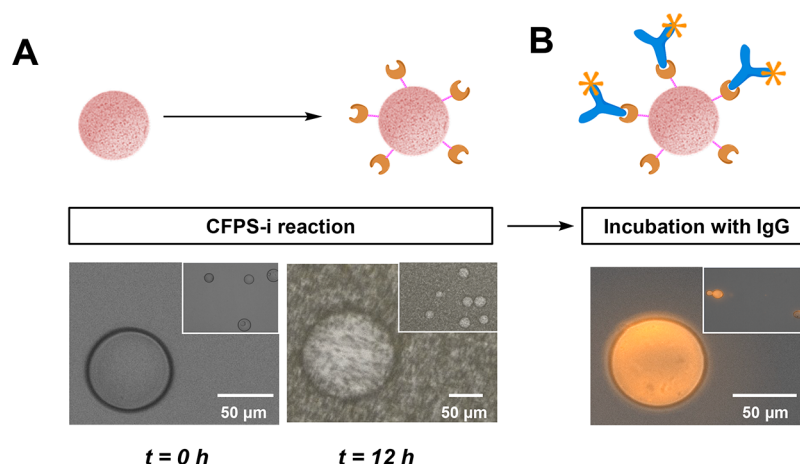 A
B
CFPS-i reaction
Incubation with IgG
50 µm
50 µm
50 µm
t = 0 h
t = 12 h